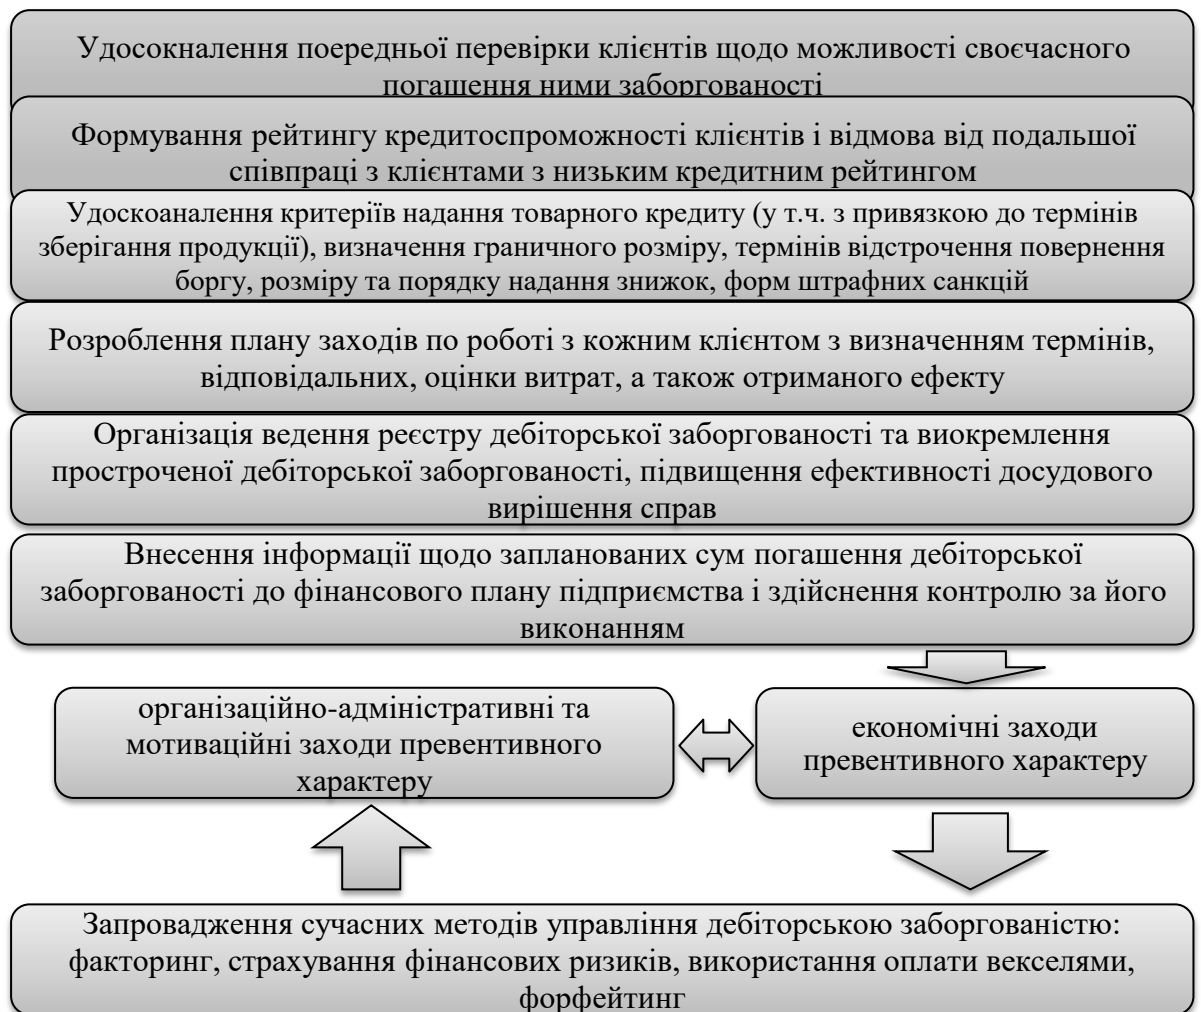 Удосокналення поередньої перевірки клієнтів щодо можливості своєчасного
погашення ними заборгованості
Формування рейтингу кредитоспроможності клієнтів і відмова від подальшої
співпраці з клієнтами з низьким кредитним рейтингом
Удоскоаналення критеріїв надання товарного кредиту (у т.ч. з привязкою до термінів
зберігання продукції), визначення граничного розміру, термінів відстрочення повернення
боргу, розміру та порядку надання знижок, форм штрафних санкцій
Розроблення плану заходів по роботі з кожним клієнтом з визначенням термінів,
відповідальних, оцінки витрат, а також отриманого ефекту
Організація ведення реєстру дебіторської заборгованості та виокремлення
простроченої дебіторської заборгованості, підвищення ефективності досудового
вирішення справ
Внесення інформації щодо запланованих сум погашення дебіторської
заборгованості до фінансового плану підприємства і здійснення контролю за його
виконанням
організаційно-адміністративні та
мотиваційні заходи превентивного
характеру
економічні заходи
превентивного характеру
Запровадження сучасних методів управління дебіторською заборгованістю:
факторинг, страхування фінансових ризиків, використання оплати векселями,
форфейтинг